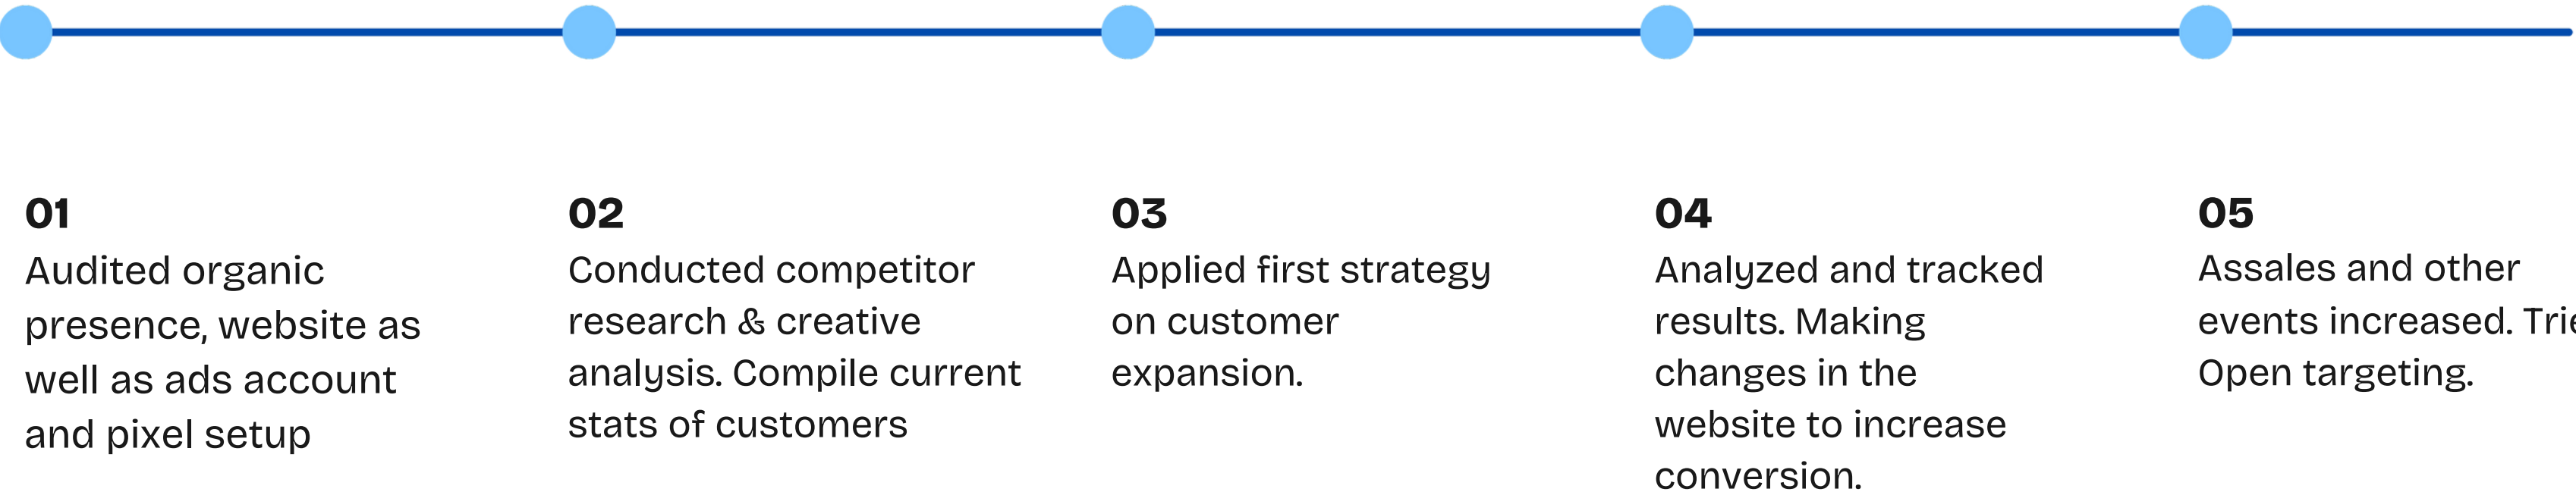 01
Audited organic
presence, website as
well as ads account
and pixel setup
02
Conducted competitor
research & creative
analysis. Compile current
stats of customers
03
Applied first strategy
on customer
expansion.
04
Analyzed and tracked
results. Making
changes in the
website to increase
conversion.
05
Assales and other
events increased.
Open targeting.